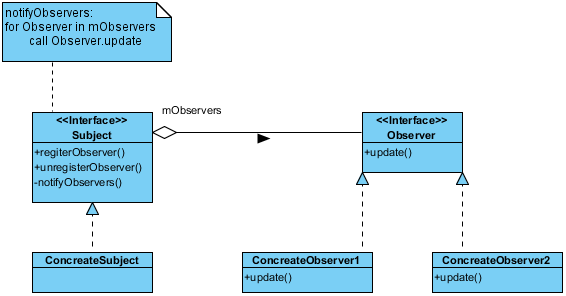 notifyObservers:
for Observer in mObservers
call Observer.update
mObservers
<<Interface>>
Subject
+regiterObserver()
+unregisterObserver()
-notifyObservers()
<<Interface>>
Observer
+update()
ConcreateSubject
ConcreateObserver1
+update()
ConcreateObserver2
+update()